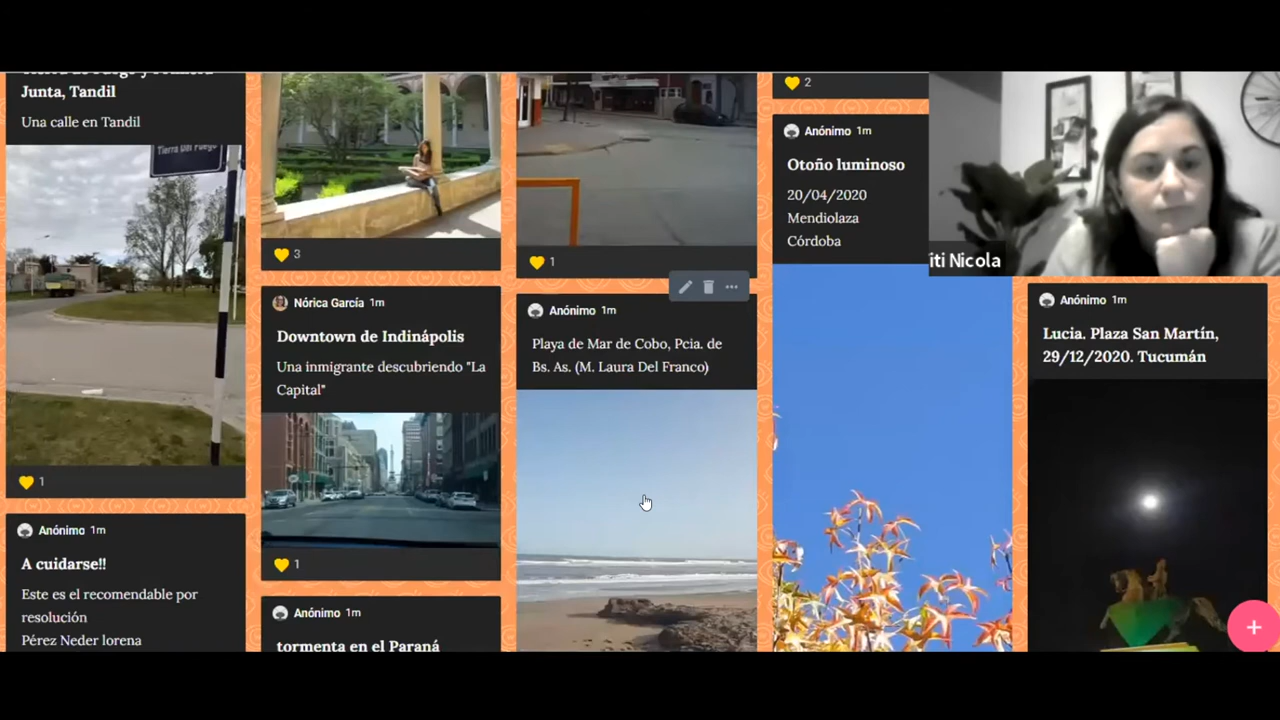 Junta, Tandil
Una calle en Tandil
Tierra Del Fuego
1
Anónimo 1m
A cuidarse!!
Este es el recomendable por
resolución
Pérez Neder lorena
3
Nórica García 1m
Downtown de Indinápolis
Una inmigrante descubriendo "La
Capital"
1
Anónimo 1m
tormenta en el Paraná
1
Anónimo 1m
Playa de Mar de Cobo, Pcia. de
Bs. As. (M. Laura Del Franco)
2
Anónimo 1m
Otoño luminoso
20/04/2020
Mendiolaza
Córdoba
iti Nicola
Anónimo 1m
Lucia. Plaza San Martín,
29/12/2020. Tucumán